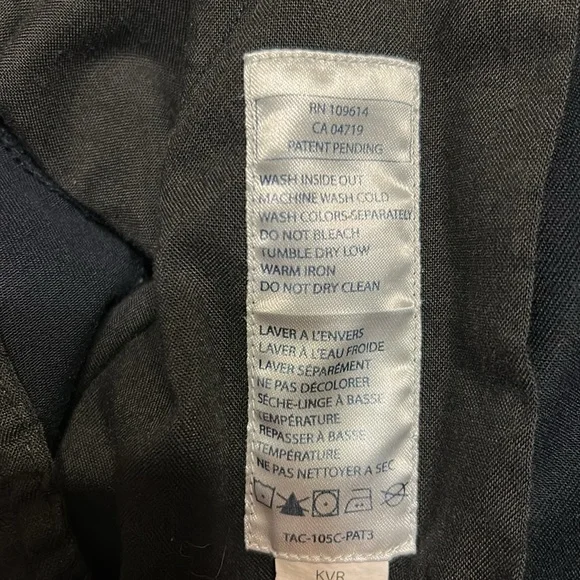 RN 109614
CA 04719
PATENT PENDING
WASH INSIDE OUT
MACHINE WASH COLD
WASH COLORS-SEPARATELY
DO NOT BLEACH
TUMBLE DRY LOW
WARM IRON
DO NOT DRY CLEAN
LAVER A L'ENVERS
LAVER À L'EAU FROIDE
LAVER SÉPARÉMENT
NE PAS DÉCOLORER
SÉCHE-LINGE À BASSE
TEMPÉRATURE
REPASSER À BASSE
TEMPÉRATURE
NE PAS NETTOYER A SEC
TAC-105C-PAT3
KVR